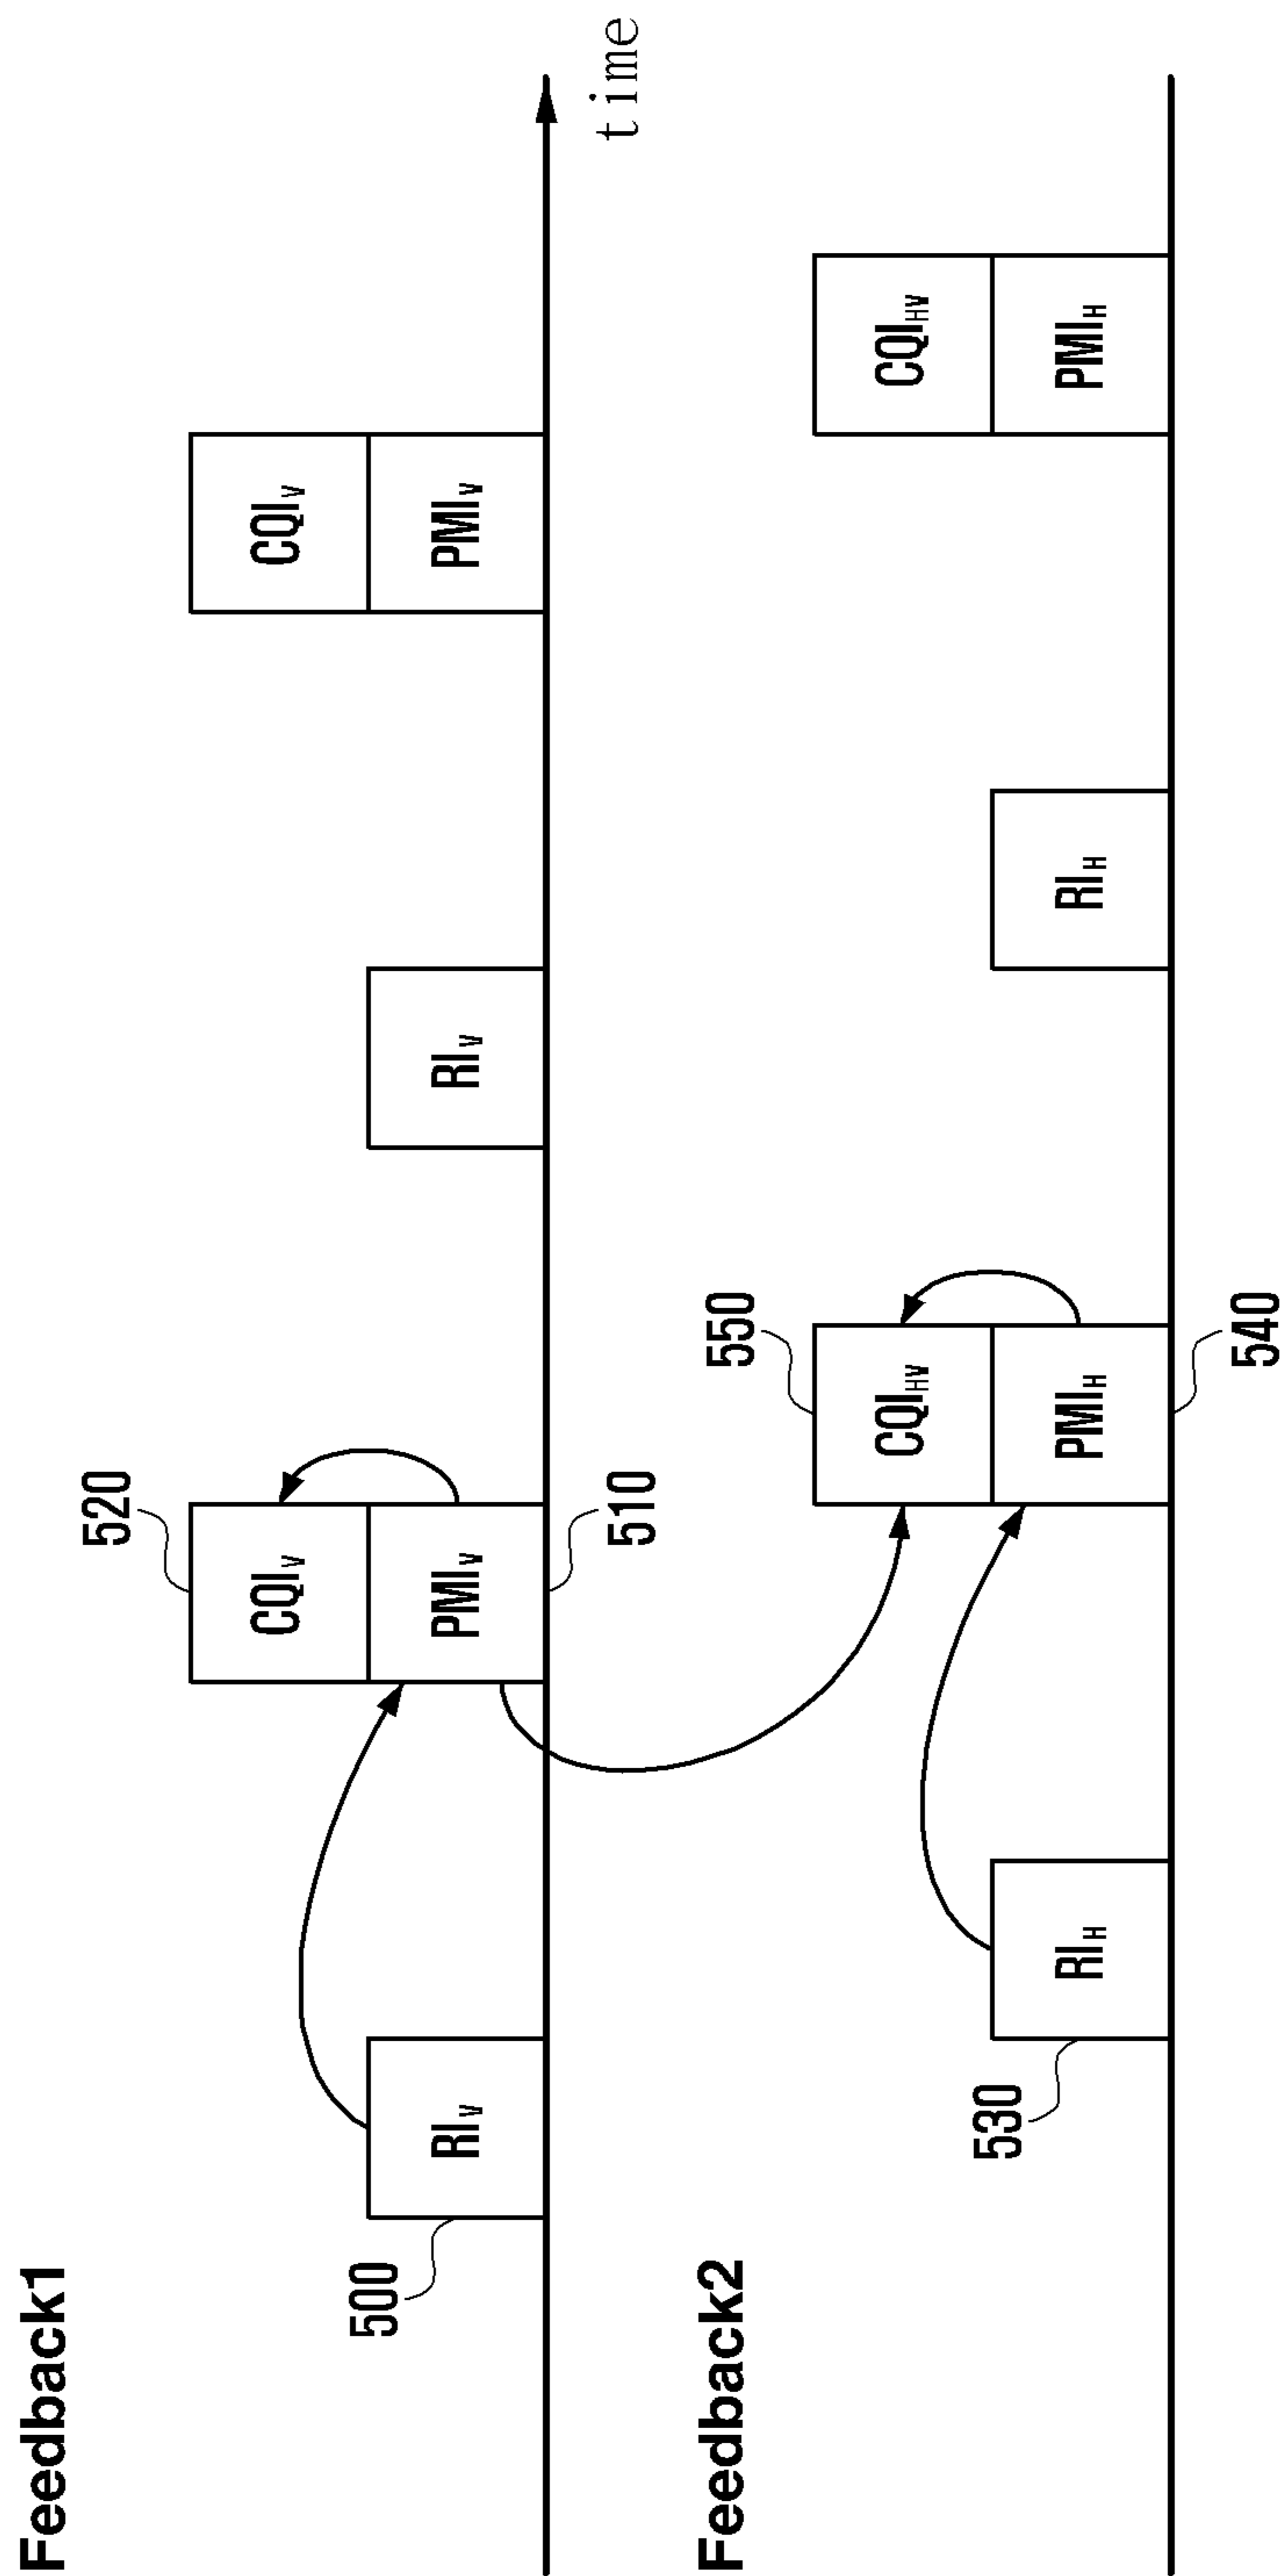 Feedback1
520
CQIV
CQIV
500
RIV
PMIV
RIV
PMIV
510
time
Feedback2
550
CQIHV
CQIHV
530
RIH
PMIH
RIH
PMIH
540